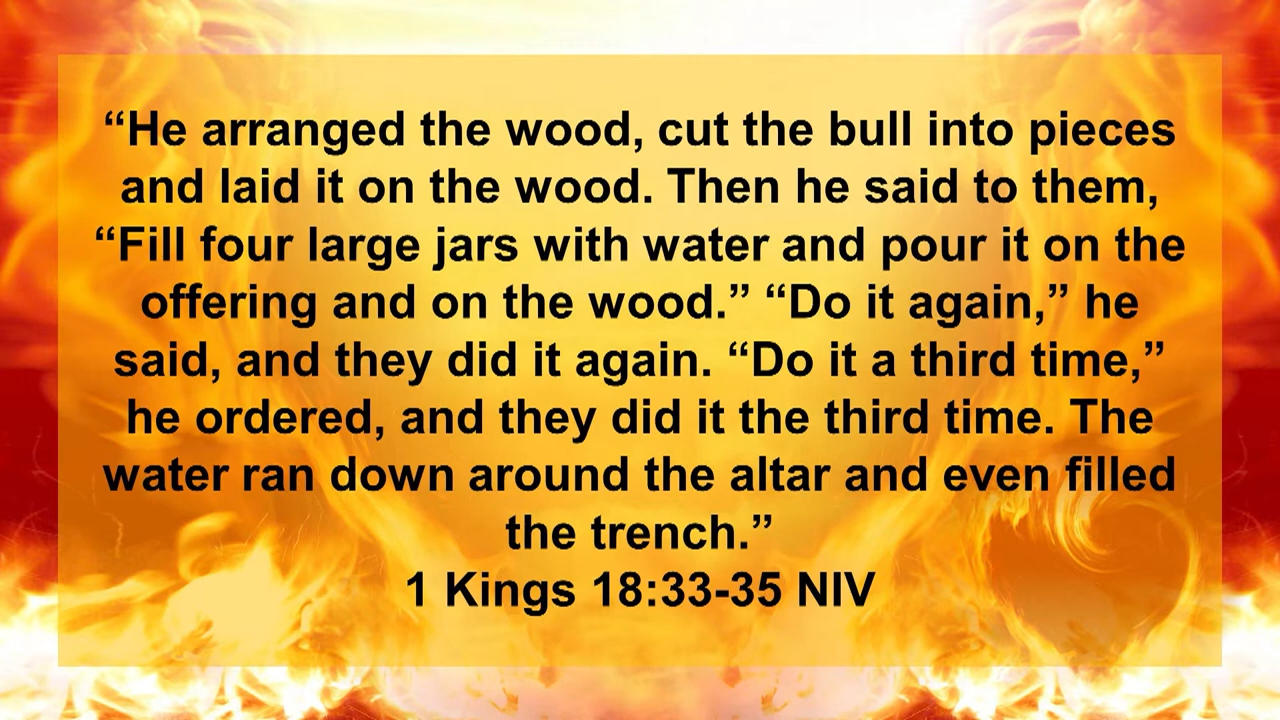 “He arranged the wood, cut the bull into pieces
and laid it on the wood. Then he said to them,
“Fill four large jars with water and pour it on the
offering and on the wood.” “Do it again,” he
said, and they did it again. “Do it a third time,”
he ordered, and they did it the third time. The
water ran down around the altar and even filled
the trench.”
1 Kings 18:33-35 NIV